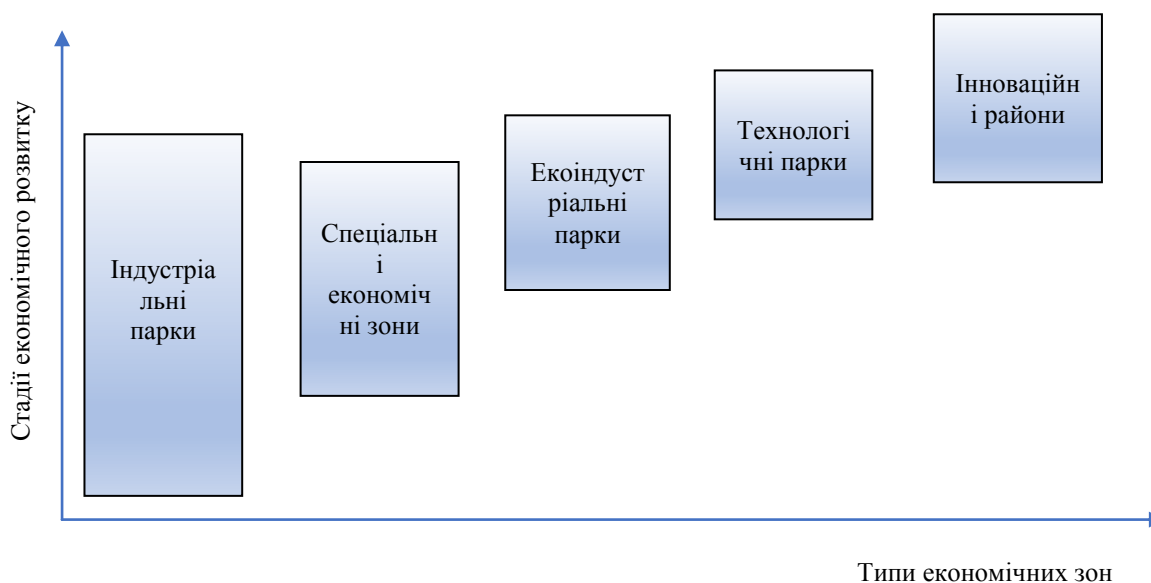 Стадії економічного розвитку
Індустріа
льні
парки
Спеціальн
і
економіч
ні зони
Екоіндуст
ріальні
парки
Технологі
чні парки
Інноваційн
і райони
Типи економічних зон